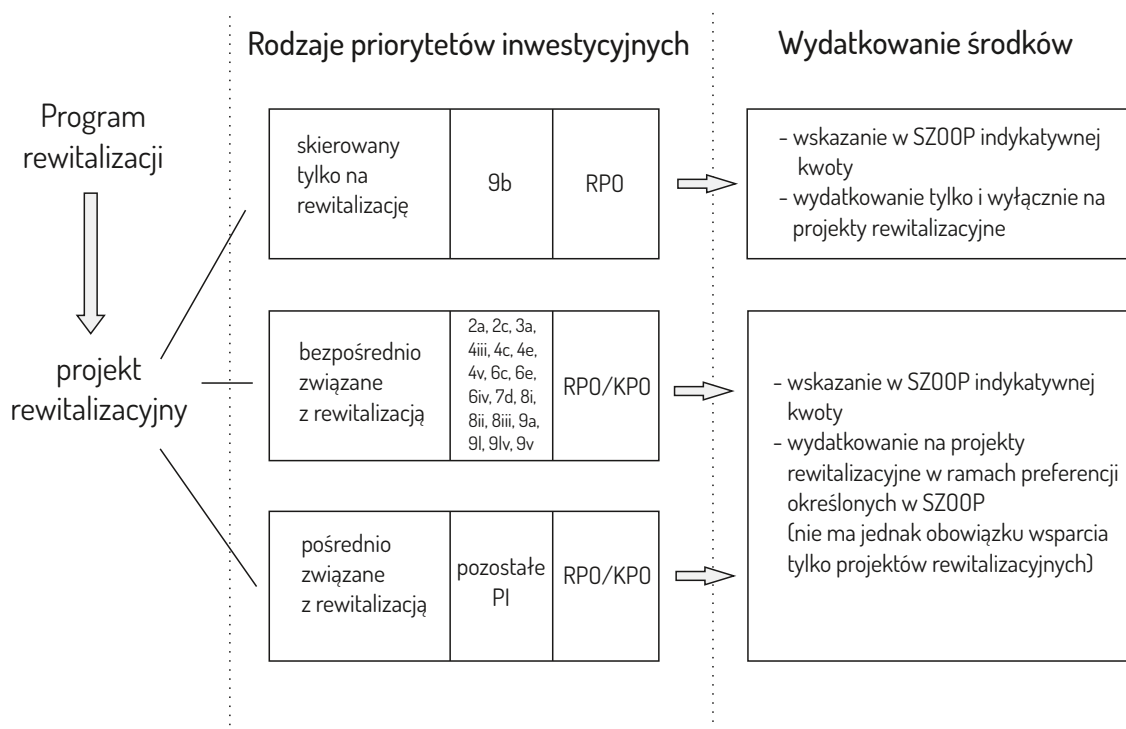 Rodzaje priorytetów inwestycyjnych
Wydatkowanie środków
Program
rewitalizacji
projekt
rewitalizacyjny
skierowany
tylko na
rewitalizację
9b
RPO
- wskazanie w SZOOP indykatywnej
kwoty
- wydatkowanie tylko i wyłącznie na
projekty rewitalizacyjne
bezpośrednio
związane
z rewitalizacją
2a, 2c, 3a,
4iii, 4c, 4e,
4v, 6c, 6e,
6iv, 7d, 8i,
8ii, 8iii, 9a,
9I, 9Iv, 9v
RPO/KPO
pośrednio
związane
z rewitalizacją
pozostałe
PI
RPO/KPO
- wskazanie w SZOOP indykatywnej
kwoty
- wydatkowanie na projekty
rewitalizacyjne w ramach preferencji
określonych w SZOOP
(nie ma jednak obowiązku wsparcia
tylko projektów rewitalizacyjnych)